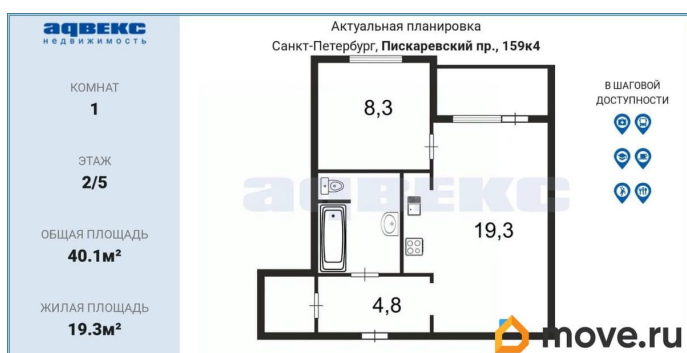 адвекс
НЕДВИЖИМОСТЬ
КОМНАТ
1
ЭТАЖ
2/5
ОБЩАЯ ПЛОЩАДЬ
40.1м²
ЖИЛАЯ ПЛОЩАДЬ
19.3м²
Актуальная планировка
Санкт-Петербург, Пискаревский пр., 159к4
8,3
адвекс
19,3
4,8
В ШАГОВОЙ
ДОСТУПНОСТИ
move.ru